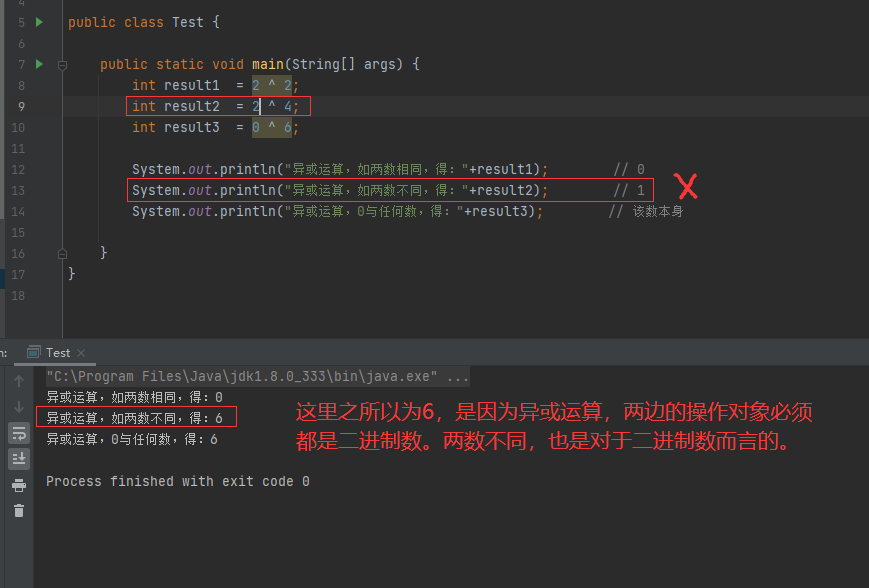 4
5 public class Test {
6
7 public static void main(String[] args) {
8 int result1  = 2 ^ 2;
9 int result2  = 2 ^ 4;
10 int result3  = 0 ^ 6;
11
12 System.out.println("异或运算，如两数相同，得："+result1); // 0
13 System.out.println("异或运算，如两数不同，得："+result2); // 1
14 System.out.println("异或运算，0与任何数，得："+result3); // 该数本身
15
16 }
17 }
18
n: Test ×
"C:\Program Files\Java\jdk1.8.0_333\bin\java.exe" ...
异或运算，如两数相同，得：0
异或运算，如两数不同，得：6
异或运算，0与任何数，得：6
这里之所以为6，是因为异或运算，两边的操作对象必须
都是二进制数。两数不同，也是对于二进制数而言的。
Process finished with exit code 0